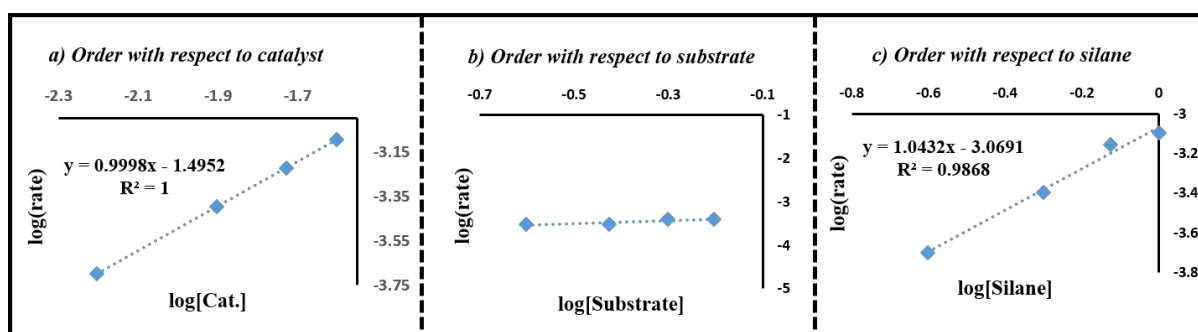 a) Order with respect to catalyst
-2.3 -2.1 -1.9 -1.7
y = 0.9998x - 1.4952
R² = 1
-3.15
-3.35
-3.55
-3.75
log(rate)
log[Cat.]
b) Order with respect to substrate
-0.7 -0.5 -0.3 -0.1
-1
-2
-3
-4
-5
log(rate)
log[Substrate]
c) Order with respect to silane
-0.8 -0.6 -0.4 -0.2 0
y = 1.0432x - 3.0691
R² = 0.9868
-3
-3.2
-3.4
-3.6
-3.8
log(rate)
log[Silane]